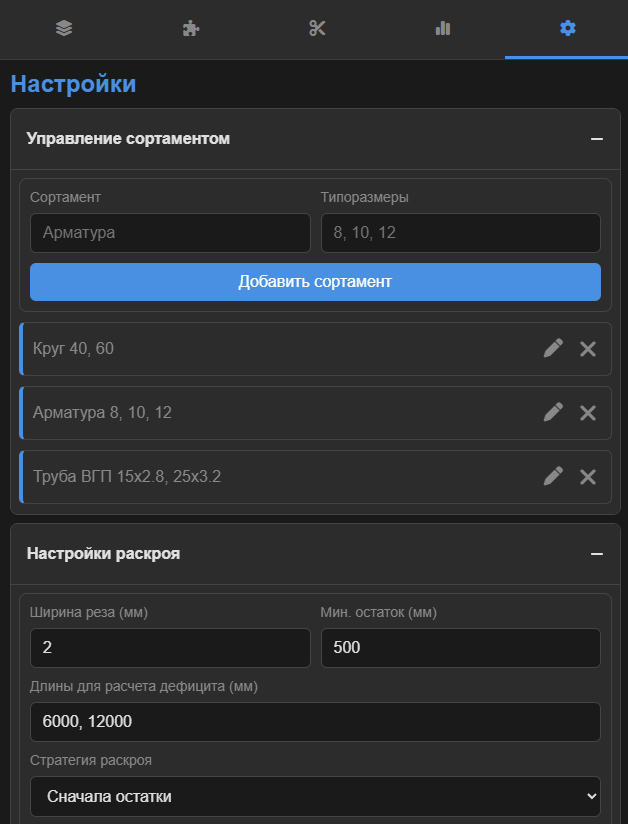 Настройки
Управление сортаментом
Сортамент Типоразмеры
Арматура 8, 10, 12
Добавить сортамент
Круг 40, 60
Арматура 8, 10, 12
Труба ВГП 15х2.8, 25х3.2
Настройки раскроя
Ширина реза (мм) Мин. остаток (мм)
2 500
Длины для расчета дефицита (мм)
6000, 12000
Стратегия раскроя
Сначала остатки